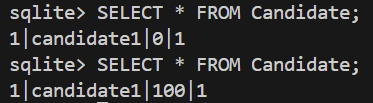 sqlite> SELECT * FROM Candidate;
1|candidate1|0|1
sqlite> SELECT * FROM Candidate;
1|candidate1|100|1